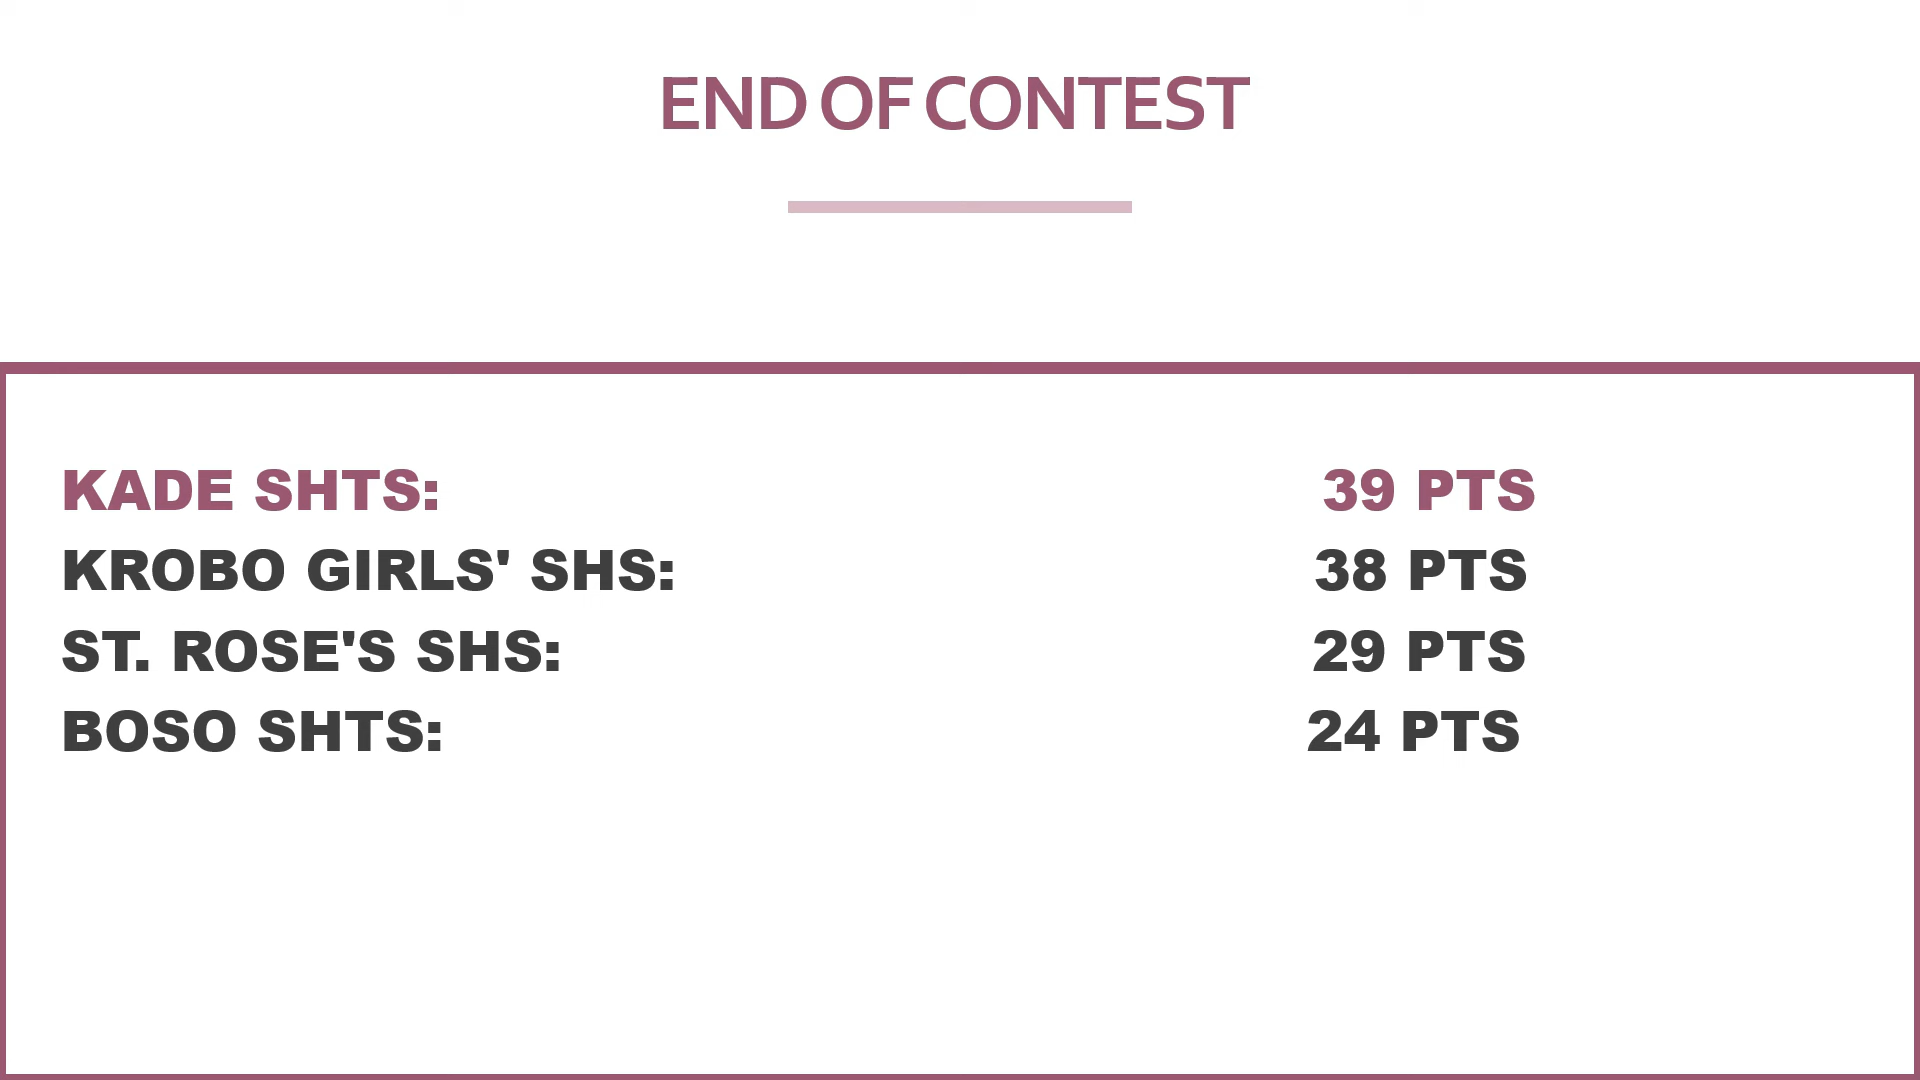 END OF CONTEST
KADE SHTS: 39 PTS
KROBO GIRLS' SHS: 38 PTS
ST. ROSE'S SHS: 29 PTS
BOSO SHTS: 24 PTS